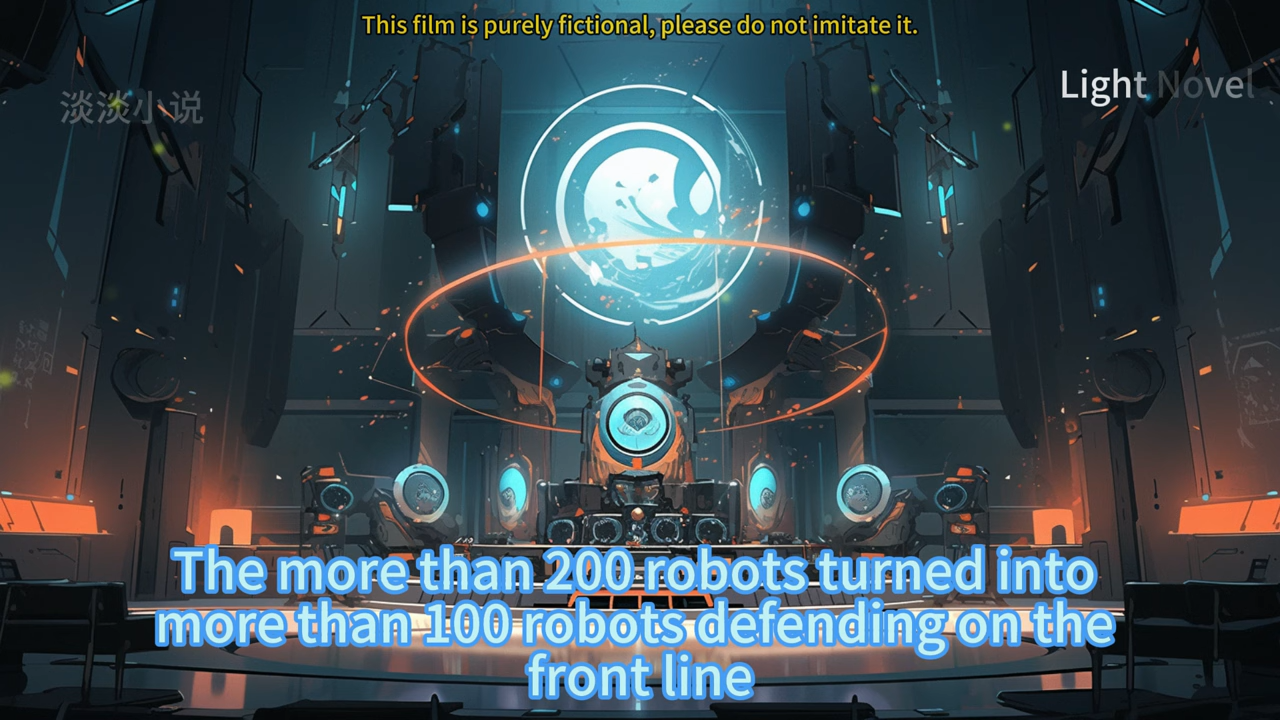 This film is purely fictional, please do not imitate it.
Light Novel
淡淡小说
The more than 200 robots turned into
more than 100 robots defending on the
front line